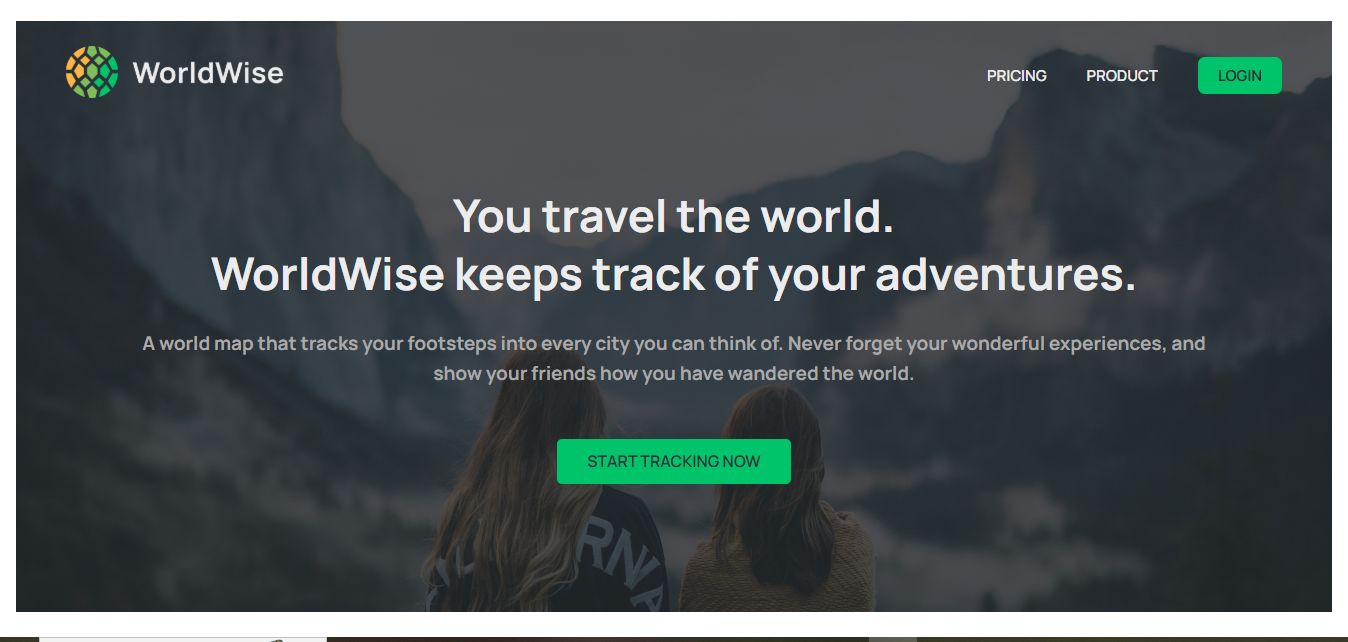 WorldWise
PRICING
PRODUCT
LOGIN
You travel the world.
WorldWise keeps track of your adventures.
A world map that tracks your footsteps into every city you can think of. Never forget your wonderful experiences, and
show your friends how you have wandered the world.
START TRACKING NOW
RNIA